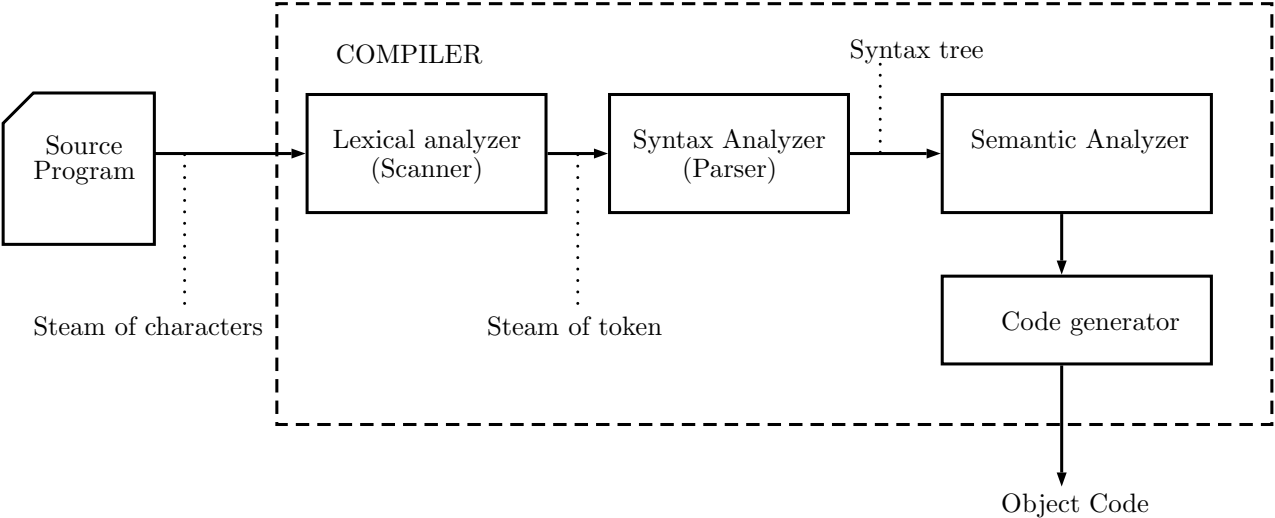 COMPILER
Syntax tree
Source
Program
Lexical analyzer
(Scanner)
Syntax Analyzer
(Parser)
Semantic Analyzer
Steam of characters
Steam of token
Code generator
Object Code